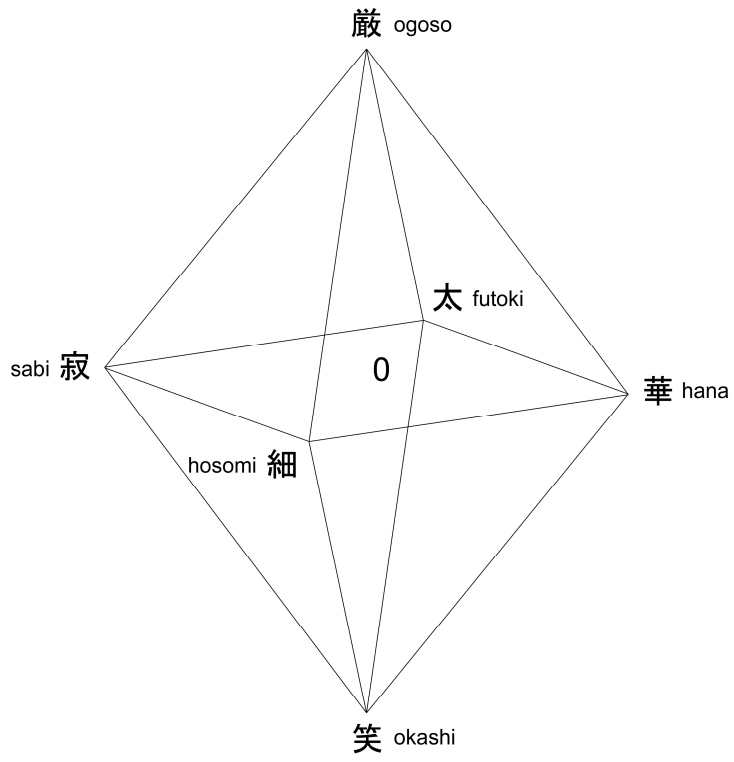 厳 ogoso
太 futoki
0
sabi 寂
華 hana
hosomi 細
笑 okashi